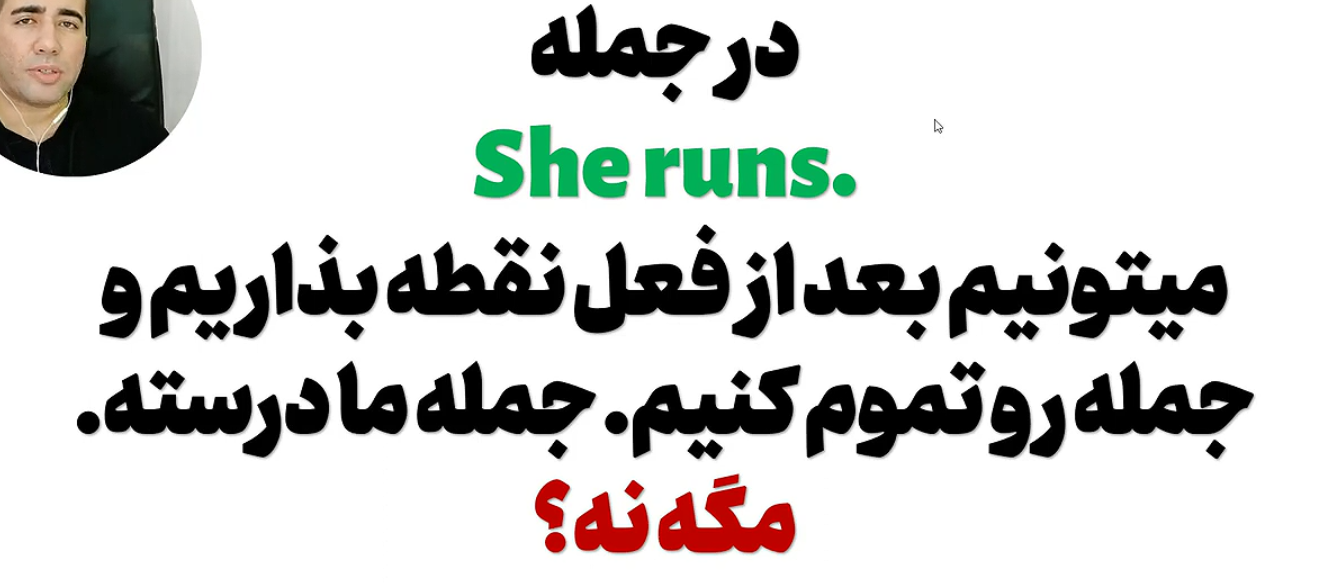 در جمله
She runs.
میتونیم بعد از فعل نقطه بذاریم و
جمله رو تموم کنیم. جمله ما درسته.
مگه نه؟